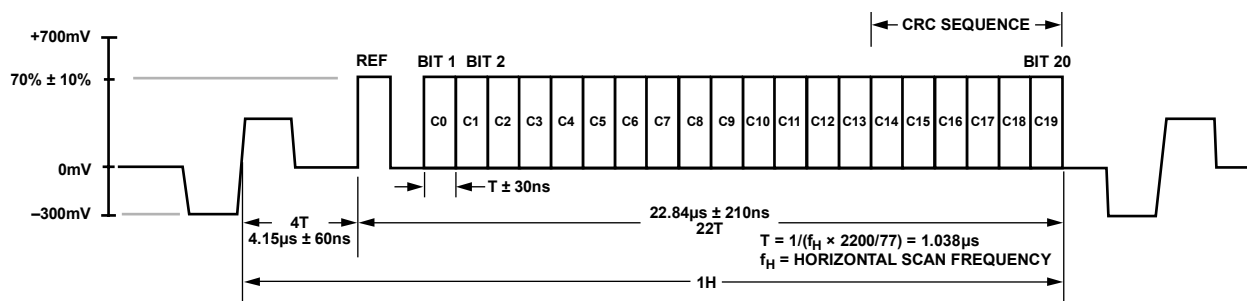 CRC SEQUENCE
+700mV
REF
BIT 1 BIT 2
BIT 20
70% ± 10%
C0 C1 C2 C3 C4 C5 C6 C7 C8 C9 C10 C11 C12 C13 C14 C15 C16 C17 C18 C19
0mV
T ± 30ns
–300mV
4T
4.15µs ± 60ns
22.84µs ± 210ns
22T
T = 1/(fH × 2200/77) = 1.038µs
fH = HORIZONTAL SCAN FREQUENCY
1H